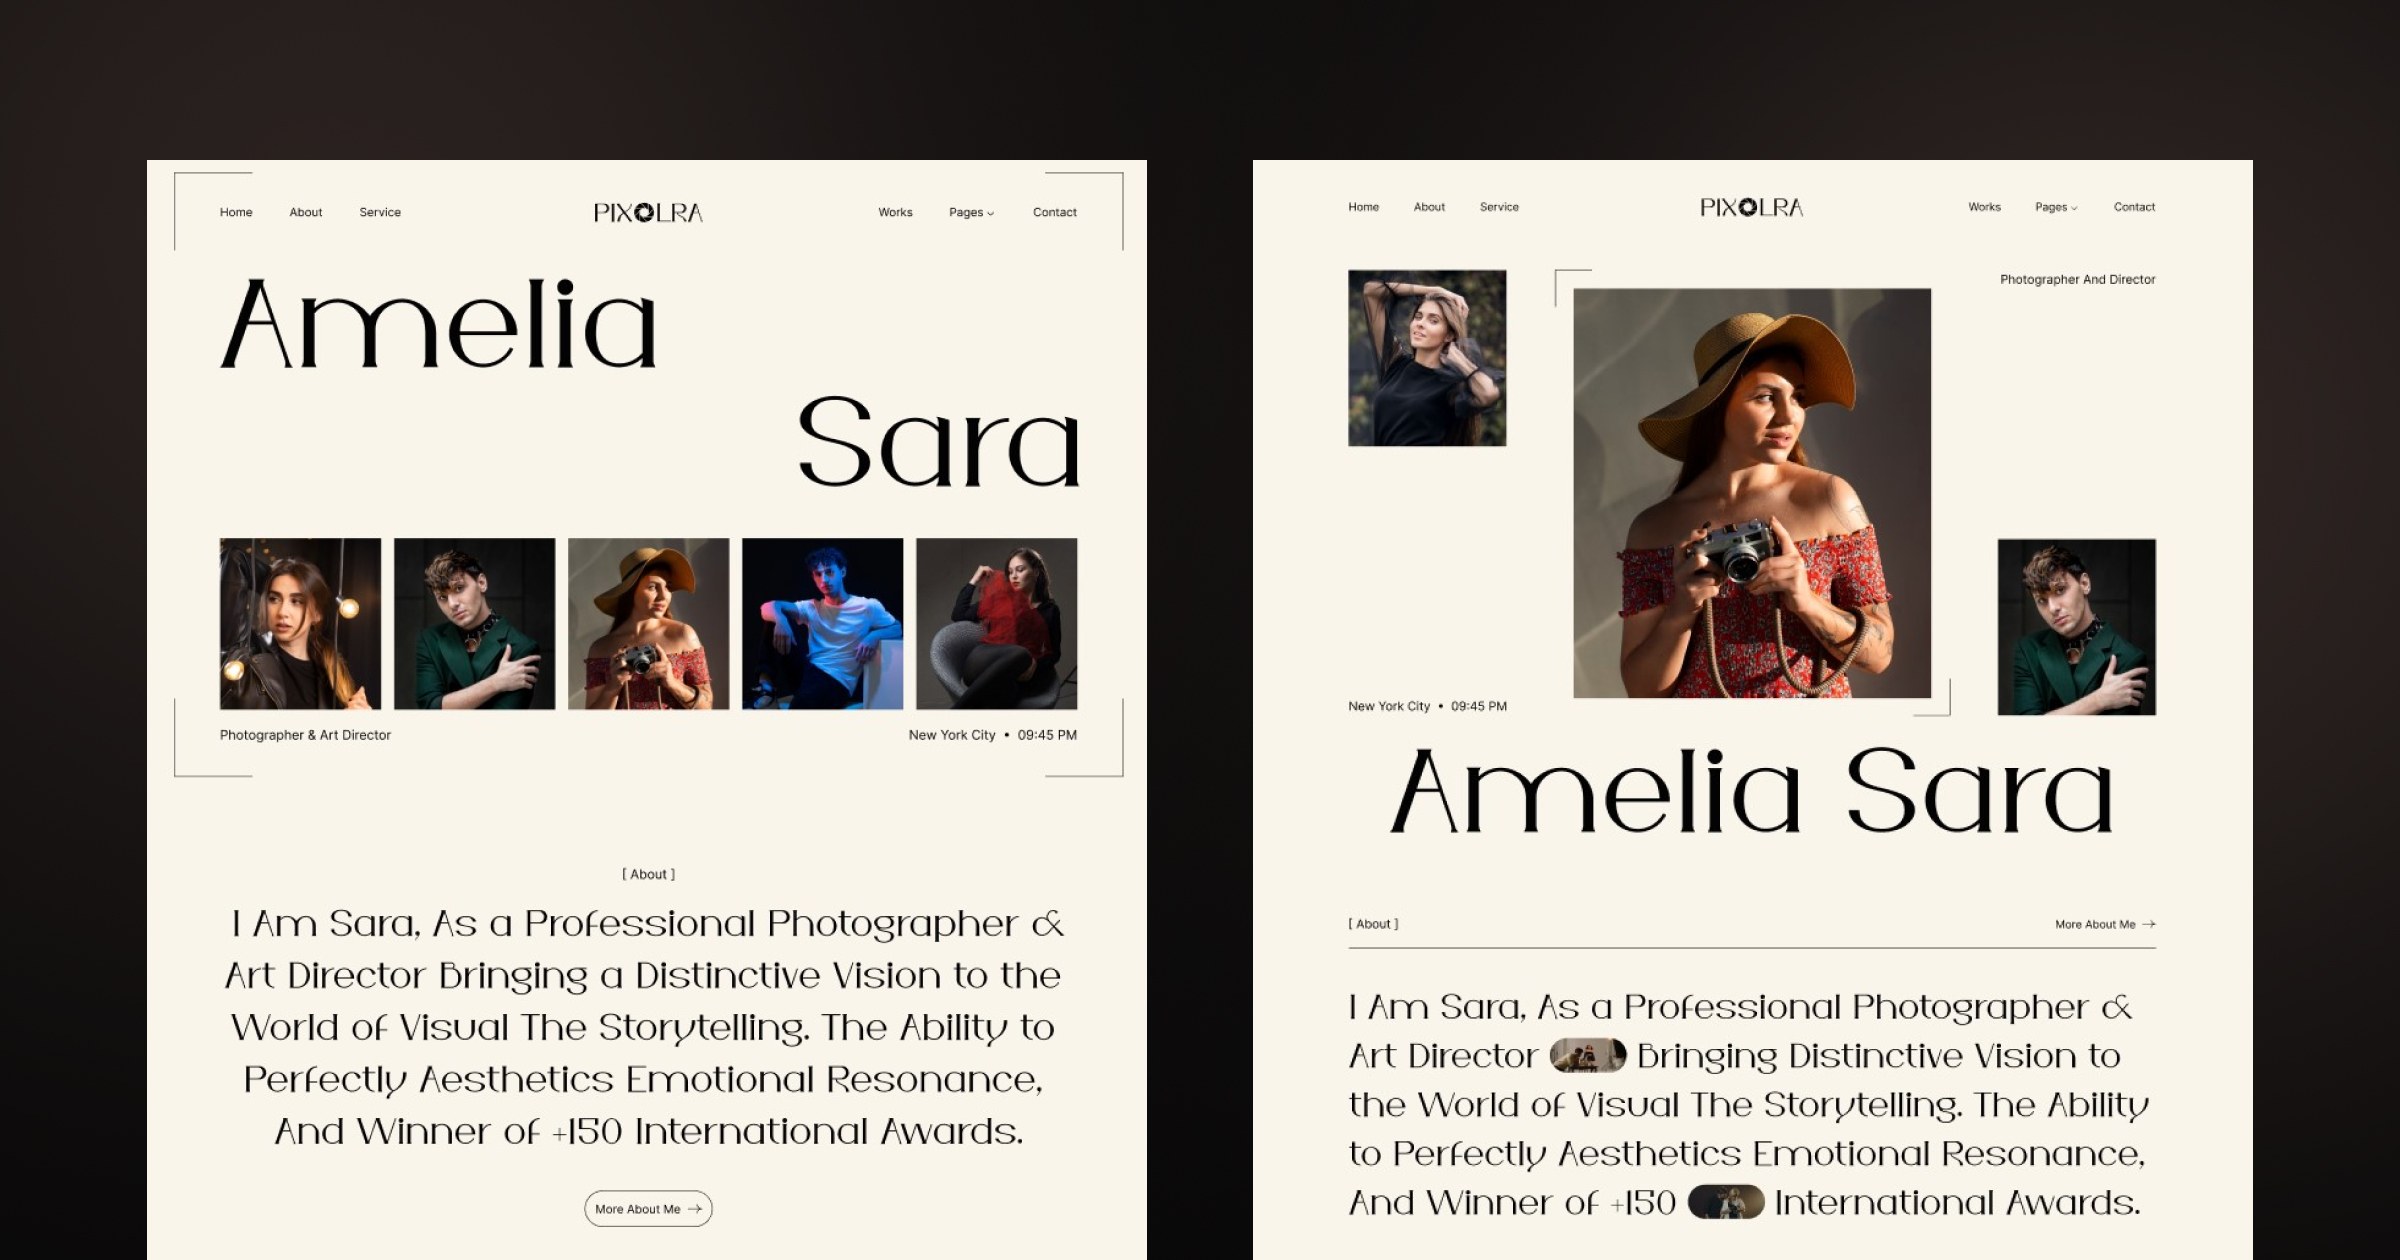 Home About Service PIXOLRA Works Pages Contact
Amelia
Sara
Photographer & Art Director New York City • 09:45 PM
[ About ]
I Am Sara, As a Professional Photographer &
Art Director Bringing a Distinctive Vision to the
World of Visual The Storytelling. The Ability to
Perfectly Aesthetics Emotional Resonance,
And Winner of +150 International Awards.
More About Me →
Home About Service PIXOLRA Works Pages Contact
Photographer And Director
New York City • 09:45 PM
Amelia Sara
[ About ] More About Me →
I Am Sara, As a Professional Photographer &
Art Director Bringing Distinctive Vision to
the World of Visual The Storytelling. The Ability
to Perfectly Aesthetics Emotional Resonance,
And Winner of +150 International Awards.